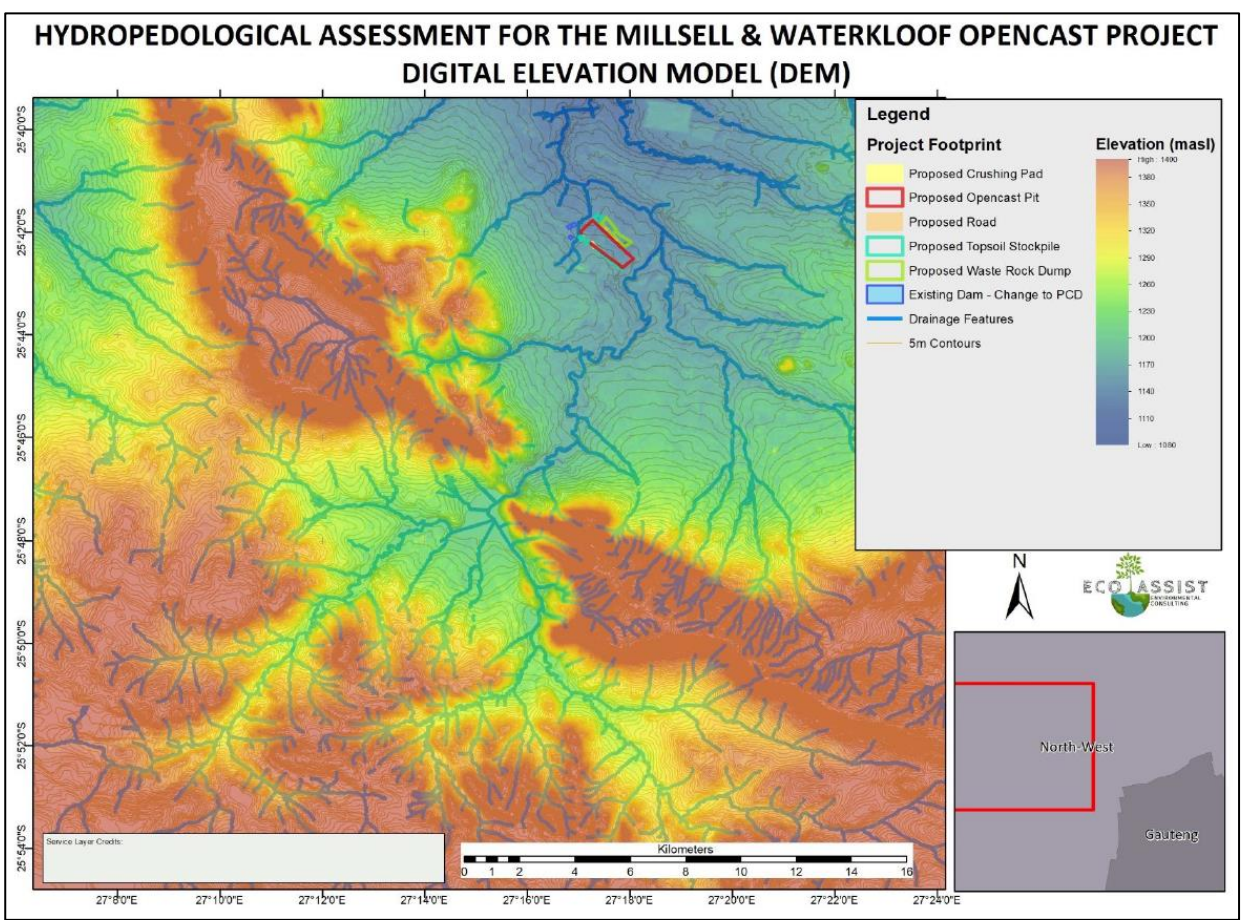 HYDROPEDOLOGICAL ASSESSMENT FOR THE MILLSELL & WATERKLOOF OPENCAST PROJECT
DIGITAL ELEVATION MODEL (DEM)
Legend
Project Footprint
Proposed Crushing Pad
Proposed Opencast Pit
Proposed Road
Proposed Topsoil Stockpile
Proposed Waste Rock Dump
Existing Dam - Change to PCD
Drainage Features
5m Contours
Elevation (masl)
High : 1490
1380
1350
1320
1290
1260
1230
1200
1170
1140
1110
Low : 1080
25°40'0"S
25°42'0"S
25°44'0"S
25°46'0"S
25°48'0"S
25°50'0"S
25°52'0"S
25°54'0"S
N
ECO ASSIST
ENVIRONMENTAL
CONSULTING
North-West
Gauteng
Service Layer Credits:
Kilometers
0 1 2 4 6 8 10 12 14 16
27°8'0"E 27°10'0"E 27°12'0"E 27°14'0"E 27°16'0"E 27°18'0"E 27°20'0"E 27°22'0"E 27°24'0"E